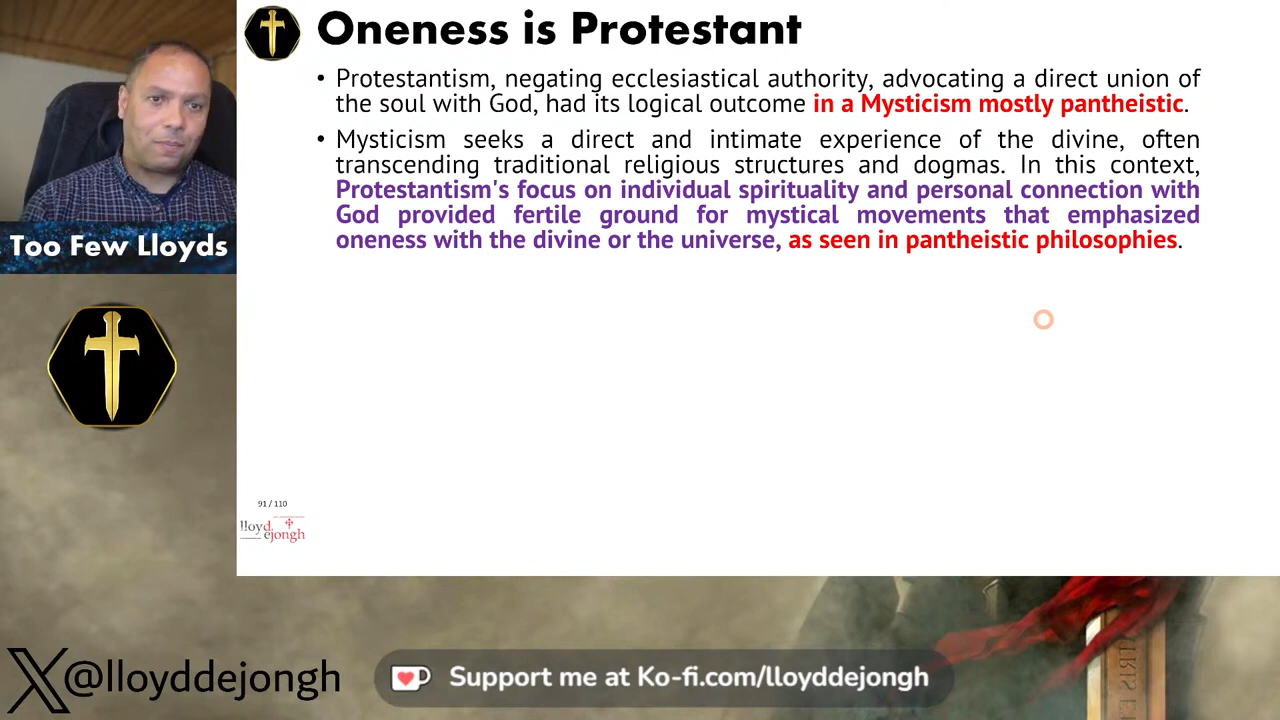 Oneness is Protestant
• Protestantism, negating ecclesiastical authority, advocating a direct union of
the soul with God, had its logical outcome in a Mysticism mostly pantheistic.
• Mysticism seeks a direct and intimate experience of the divine, often
transcending traditional religious structures and dogmas. In this context,
Protestantism's focus on individual spirituality and personal connection with
God provided fertile ground for mystical movements that emphasized
oneness with the divine or the universe, as seen in pantheistic philosophies.
Too Few Lloyds
91 / 110
lloyd
ejongh
X@lloyddejongh
Support me at Ko-fi.com/lloyddejongh